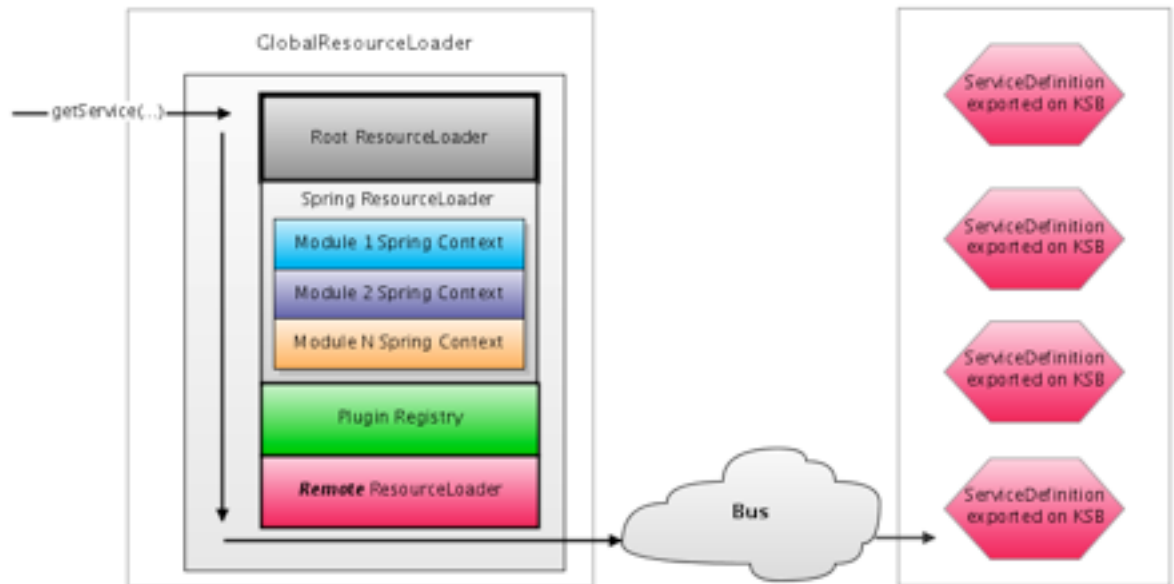 GlobalResourceLoader
getService(...)
Root ResourceLoader
Spring ResourceLoader
Module 1 Spring Context
Module 2 Spring Context
Module N Spring Context
Plugin Registry
Remote ResourceLoader
Bus
ServiceDefinition
exported on KSB
ServiceDefinition
exported on KSB
ServiceDefinition
exported on KSB
ServiceDefinition
exported on KSB